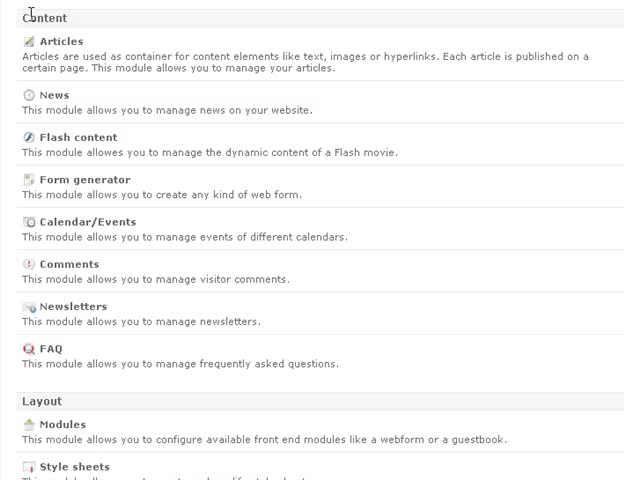 Content
Articles
Articles are used as container for content elements like text, images or hyperlinks. Each article is published on a
certain page. This module allows you to manage your articles.
News
This module allows you to manage news on your website.
Flash content
This module allowes you to manage the dynamic content of a Flash movie.
Form generator
This module allows you to create any kind of web form.
Calendar/Events
This module allows you to manage events of different calendars.
Comments
This module allows you to manage visitor comments.
Newsletters
This module allows you to manage newsletters.
FAQ
This module allows you to manage frequently asked questions.
Layout
Modules
This module allows you to configure available front end modules like a webform or a guestbook.
Style sheets